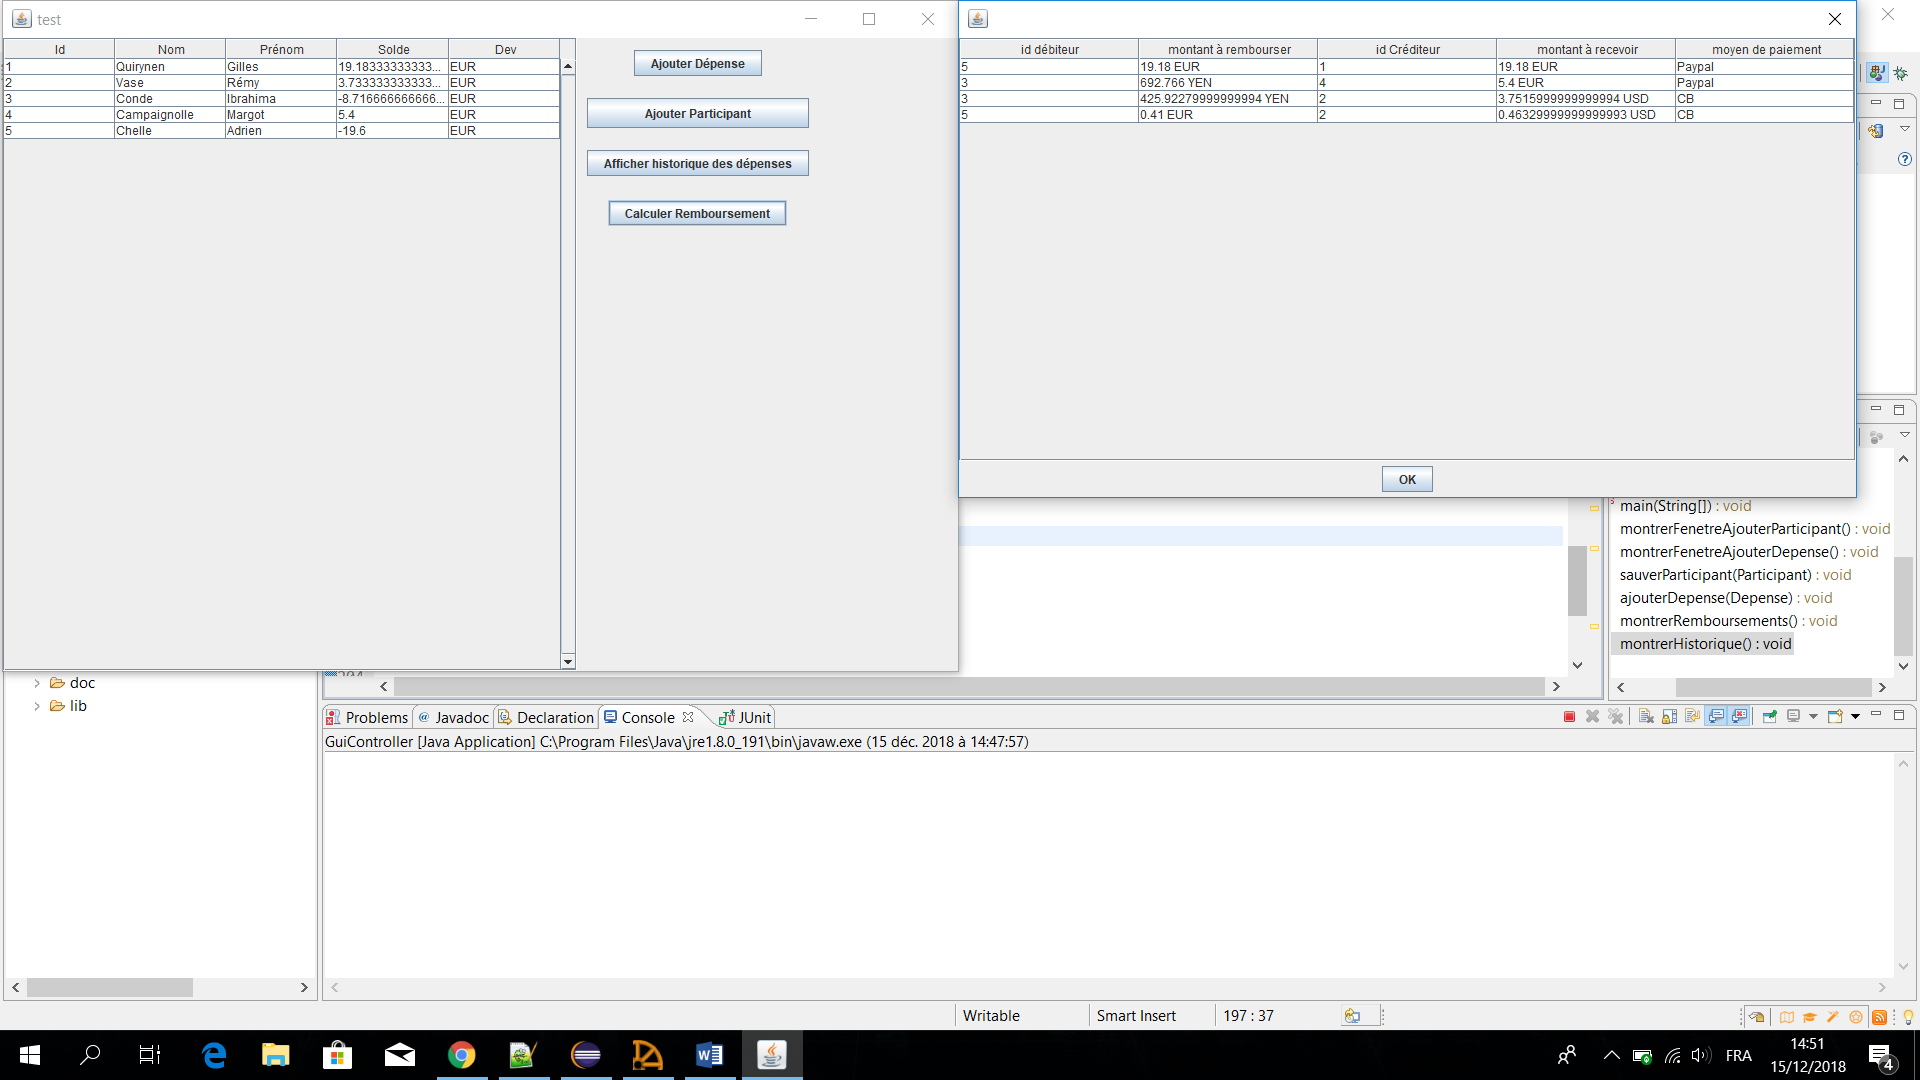 test
Id Nom Prénom Solde Dev
1 Quirynen Gilles 19.18333333333... EUR
2 Vase Rémy 3.733333333333... EUR
3 Conde Ibrahima -8.716666666666... EUR
4 Campaignolle Margot 5.4 EUR
5 Chelle Adrien -19.6 EUR
Ajouter Dépense
Ajouter Participant
Afficher historique des dépenses
Calculer Remboursement
id débiteur montant à rembourser id Créditeur montant à recevoir moyen de paiement
5 19.18 EUR 1 19.18 EUR Paypal
3 692.766 YEN 4 5.4 EUR Paypal
3 425.92279999999994 YEN 2 3.7515999999999994 USD CB
5 0.41 EUR 2 0.46329999999999993 USD CB
OK
main(String[]) : void
montrerFenetreAjouterParticipant() : void
montrerFenetreAjouterDepense() : void
sauverParticipant(Participant) : void
ajouterDepense(Depense) : void
montrerRemboursements() : void
montrerHistorique() : void
doc
lib
Problems @ Javadoc Declaration Console JUnit
GuiController [Java Application] C:\Program Files\Java\jre1.8.0_191\bin\javaw.exe (15 déc. 2018 à 14:47:57)
Writable Smart Insert 197 : 37
FRA
14:51
15/12/2018
4